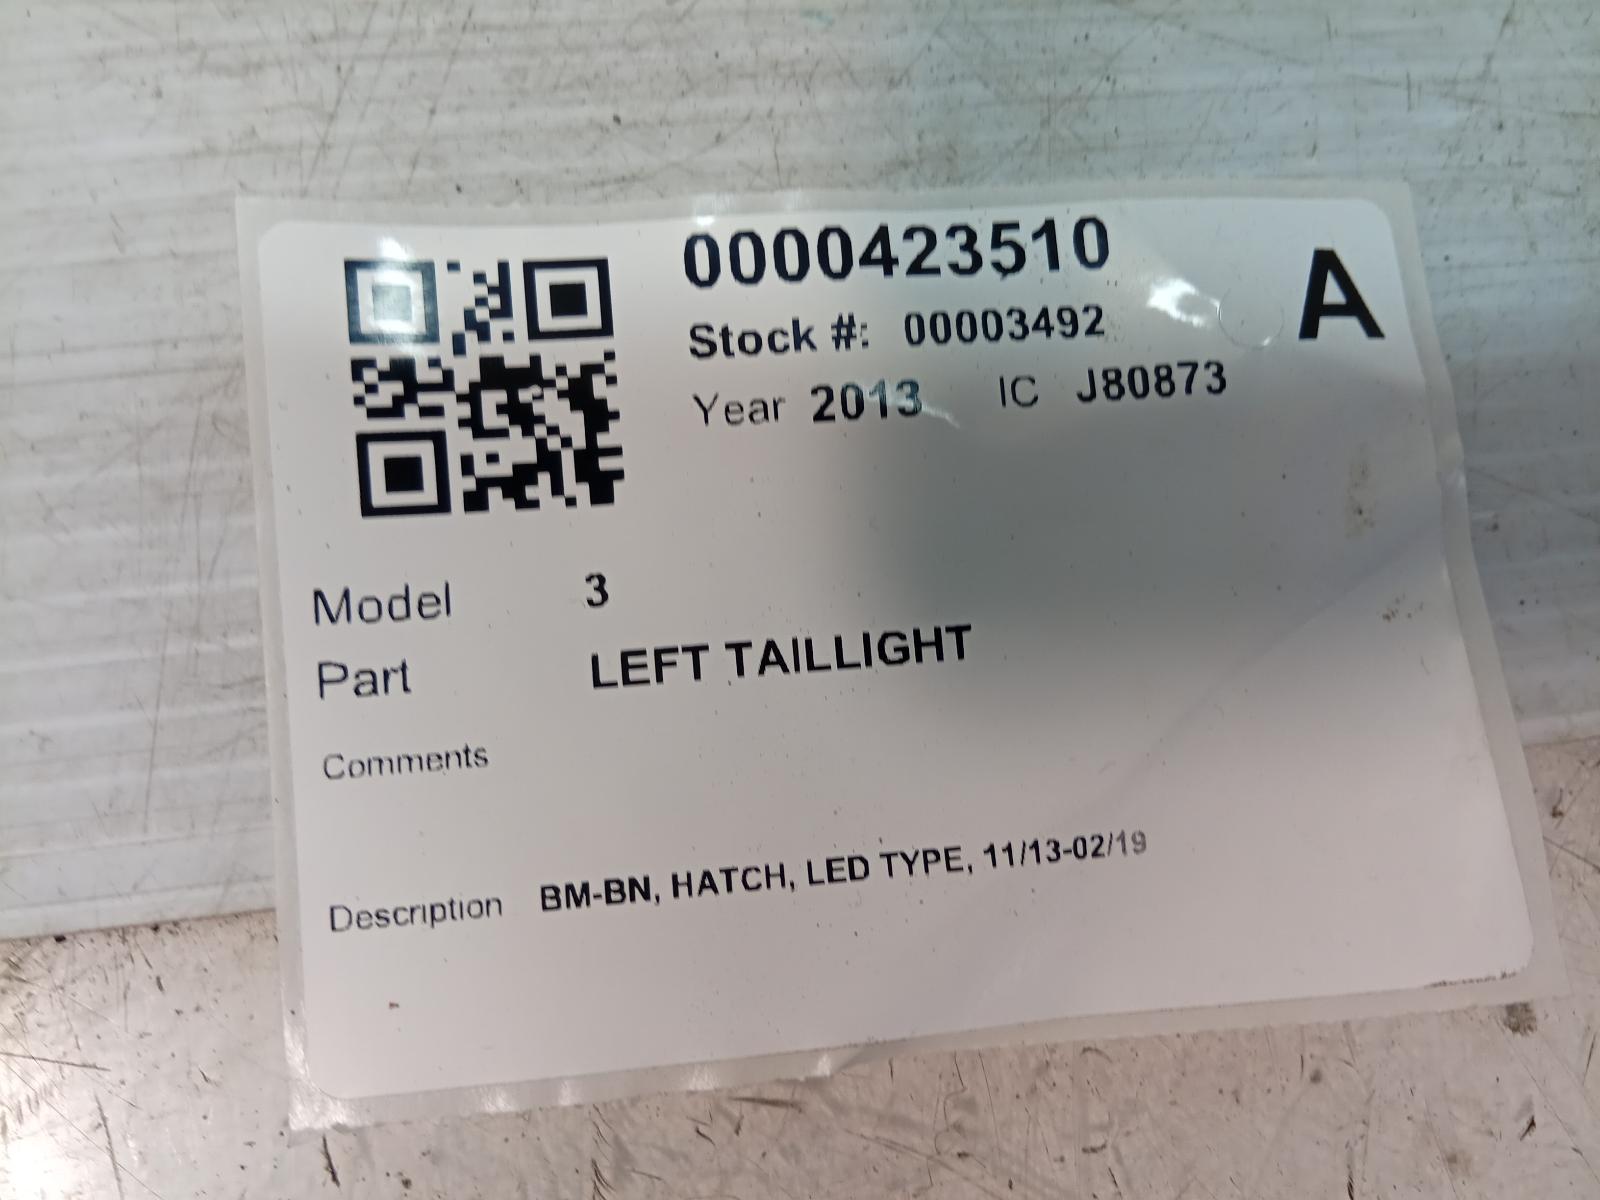 0000423510
A
Stock #: 00003492
Year 2013 IC J80873
Model 3
Part LEFT TAILLIGHT
Comments
Description BM-BN, HATCH, LED TYPE, 11/13-02/19